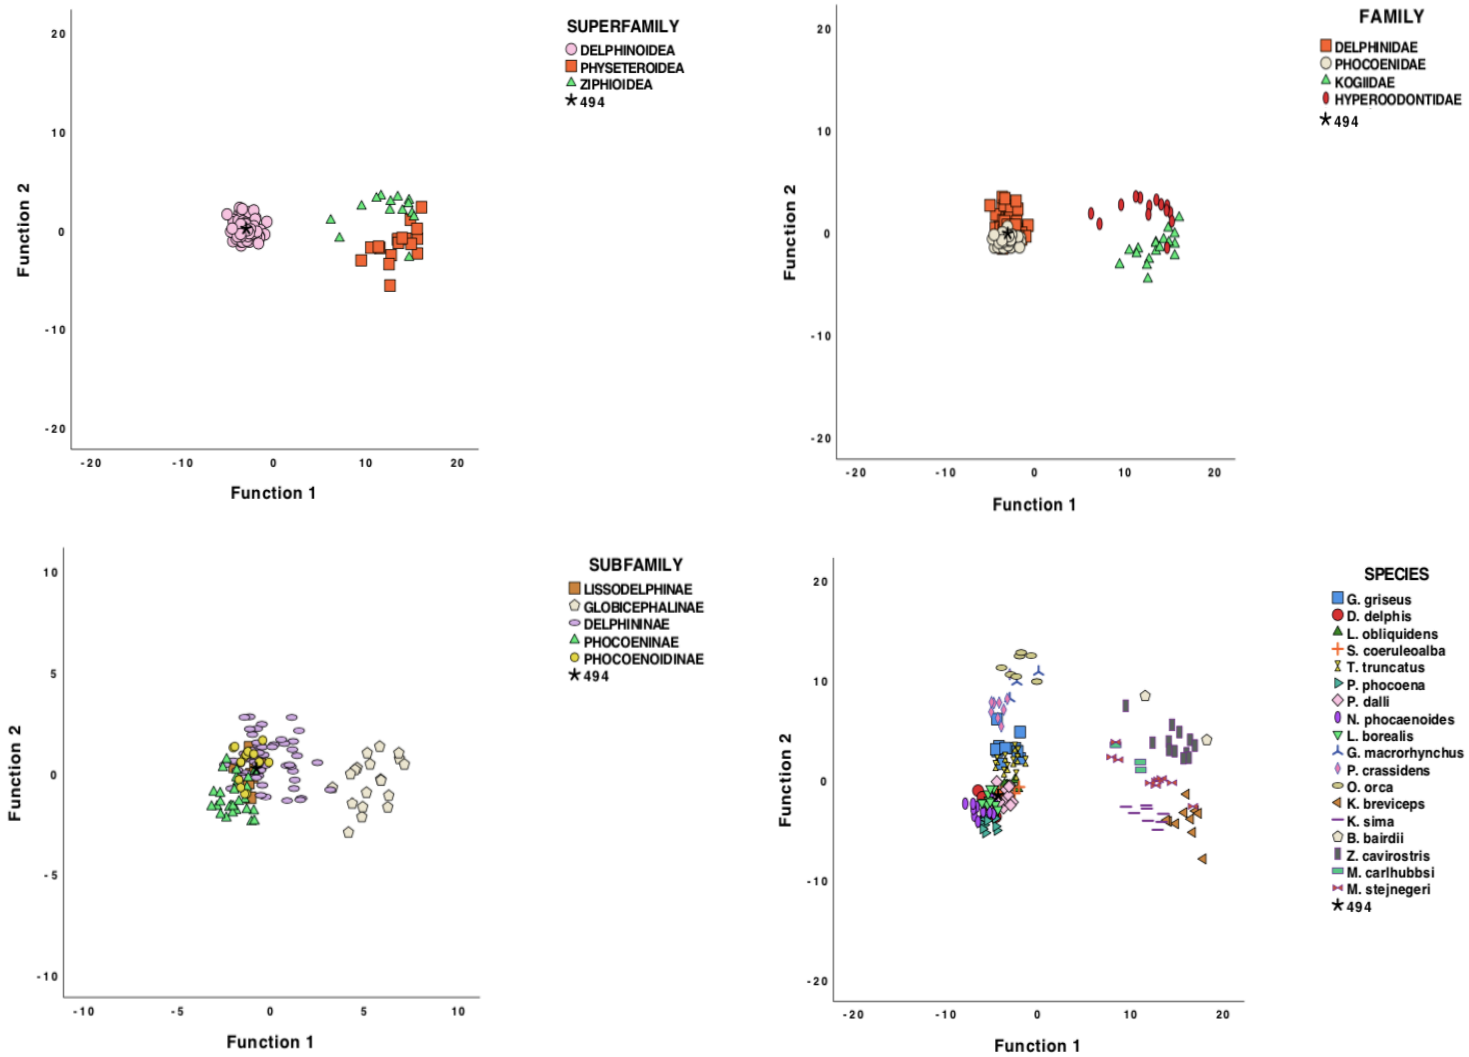 SUPERFAMILY
DELPHINOIDEA
PHYSETEROIDEA
ZIPHIOIDEA
494
20
10
0
-10
-20
Function 2
-20 -10 0 10 20
Function 1
FAMILY
DELPHINIDAE
PHOCOENIDAE
KOGIIDAE
HYPEROODONTIDAE
494
20
10
0
-10
-20
Function 2
-20 -10 0 10 20
Function 1
SUBFAMILY
LISSODELPHINAE
GLOBICEPHALINAE
DELPHININAE
PHOCOENINAE
PHOCOENOIDINAE
494
10
5
0
-5
-10
Function 2
-10 -5 0 5 10
Function 1
SPECIES
G. griseus
D. delphis
L. obliquidens
S. coeruleoalba
T. truncatus
P. phocoena
P. dalli
N. phocaenoides
L. borealis
G. macrorhynchus
P. crassidens
O. orca
K. breviceps
K. sima
B. bairdii
Z. cavirostris
M. carlhubbsi
M. stejnegeri
494
20
10
0
-10
-20
Function 2
-20 -10 0 10 20
Function 1